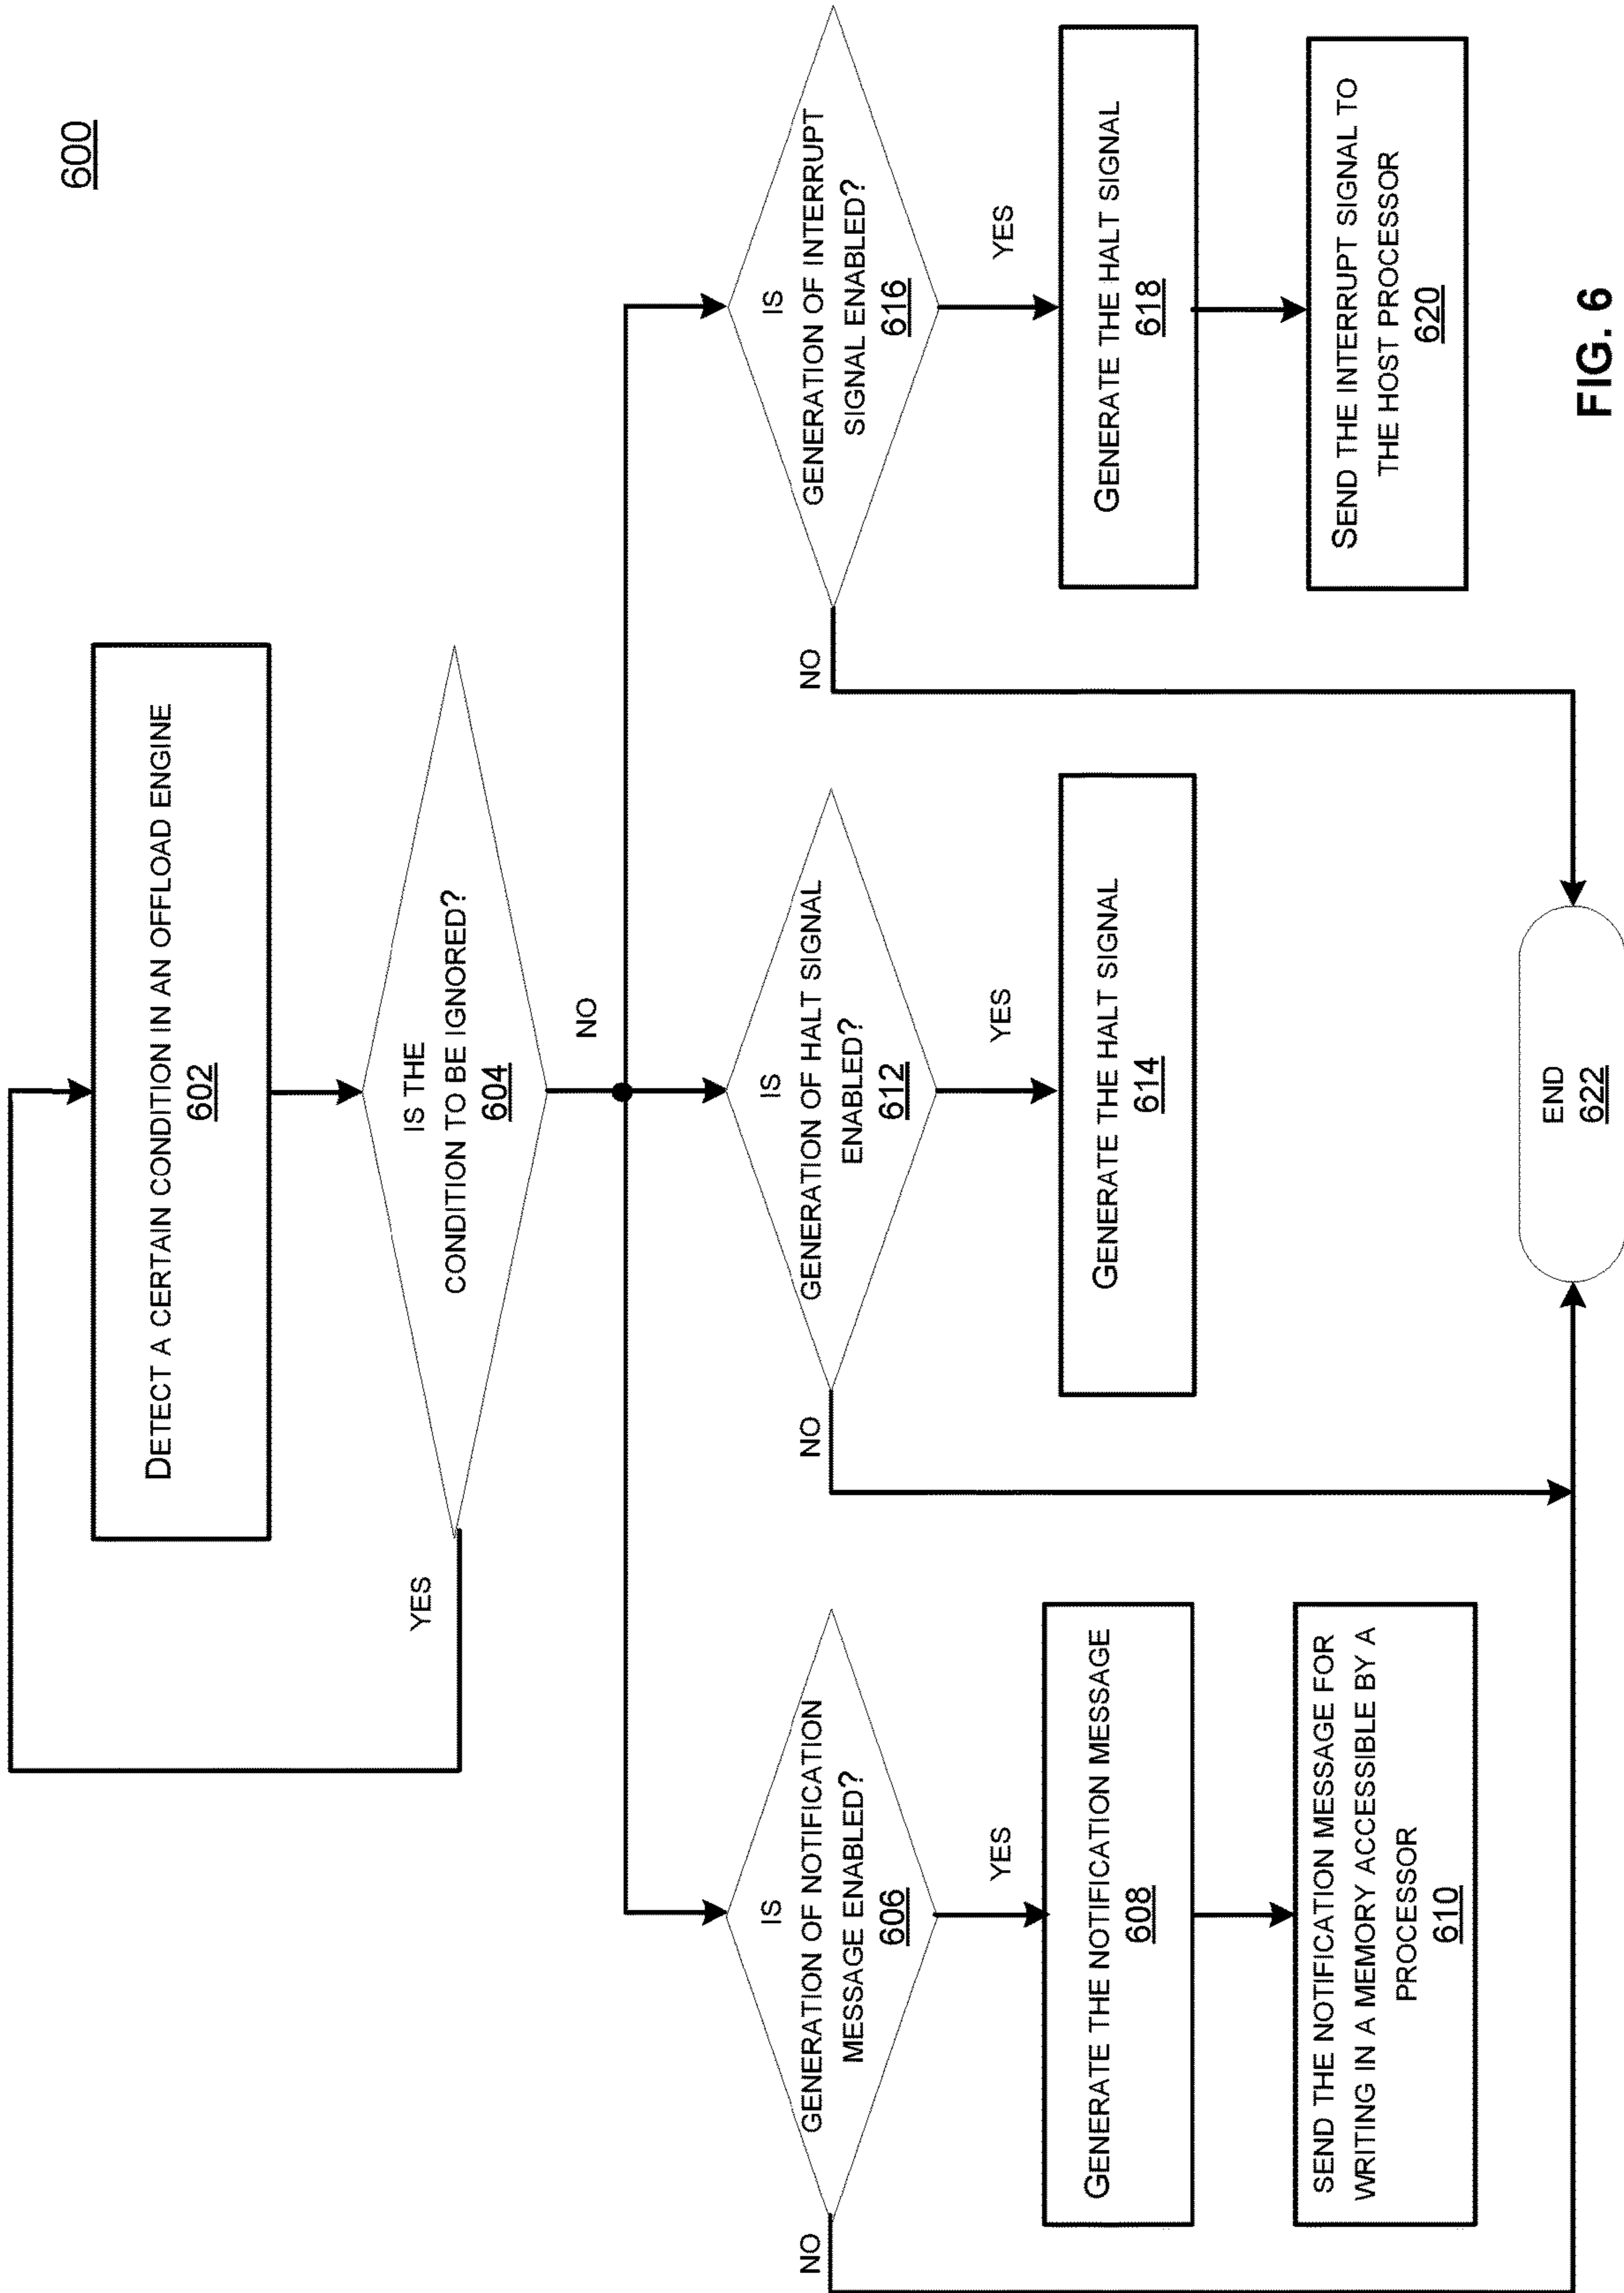 600
DETECT A CERTAIN CONDITION IN AN OFFLOAD ENGINE
602
IS THE
CONDITION TO BE IGNORED?
604
YES
NO
IS
GENERATION OF NOTIFICATION
MESSAGE ENABLED?
606
NO
YES
GENERATE THE NOTIFICATION MESSAGE
608
SEND THE NOTIFICATION MESSAGE FOR
WRITING IN A MEMORY ACCESSIBLE BY A
PROCESSOR
610
IS
GENERATION OF HALT SIGNAL
ENABLED?
612
NO
YES
GENERATE THE HALT SIGNAL
614
IS
GENERATION OF INTERRUPT
SIGNAL ENABLED?
616
NO
YES
GENERATE THE HALT SIGNAL
618
SEND THE INTERRUPT SIGNAL TO
THE HOST PROCESSOR
620
END
622
FIG. 6